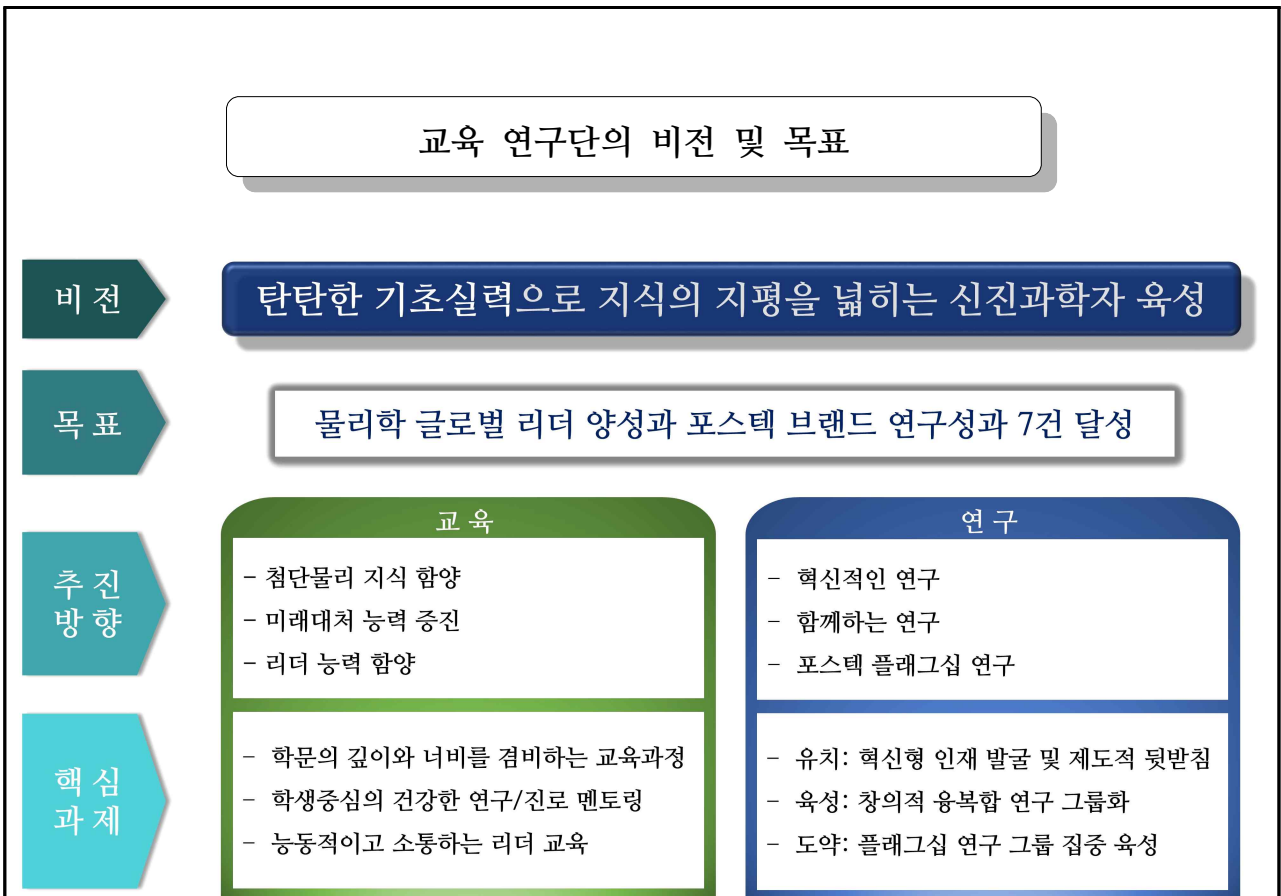 교육 연구단의 비전 및 목표
비 전
탄탄한 기초실력으로 지식의 지평을 넓히는 신진과학자 육성
목 표
물리학 글로벌 리더 양성과 포스텍 브랜드 연구성과 7건 달성
추 진
방 향
교 육
- 첨단물리 지식 함양
- 미래대처 능력 증진
- 리더 능력 함양
연 구
- 혁신적인 연구
- 함께하는 연구
- 포스텍 플래그십 연구
핵 심
과 제
- 학문의 깊이와 너비를 겸비하는 교육과정
- 학생중심의 건강한 연구/진로 멘토링
- 능동적이고 소통하는 리더 교육
- 유치: 혁신형 인재 발굴 및 제도적 뒷받침
- 육성: 창의적 융복합 연구 그룹화
- 도약: 플래그십 연구 그룹 집중 육성